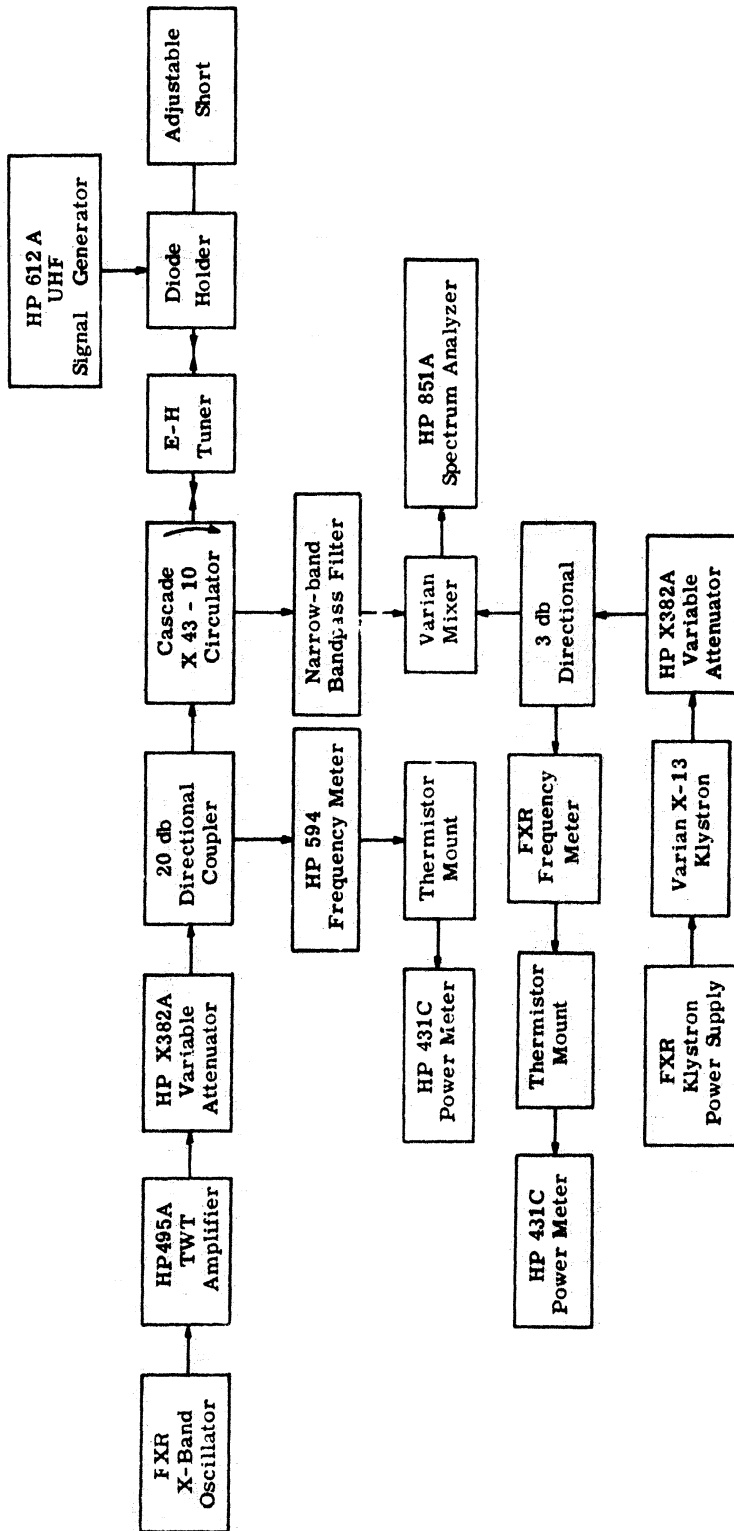 HP 612 A
UHF
Signal Generator
FXR
X-Band
Oscillator
HP495A
TWT
Amplifier
HP X382A
Variable
Attenuator
20 db
Directional
Coupler
Cascade
X 43 - 10
Circulator
E-H
Tuner
Diode
Holder
Adjustable
Short
HP 594
Frequency Meter
Narrow-band
Bandpass Filter
HP 431C
Power Meter
Thermistor
Mount
Varian
Mixer
HP 851A
Spectrum Analyzer
HP 431C
Power Meter
Thermistor
Mount
FXR
Frequency
Meter
3 db
Directional
FXR
Klystron
Power Supply
Varian X-13
Klystron
HP X382A
Variable
Attenuator